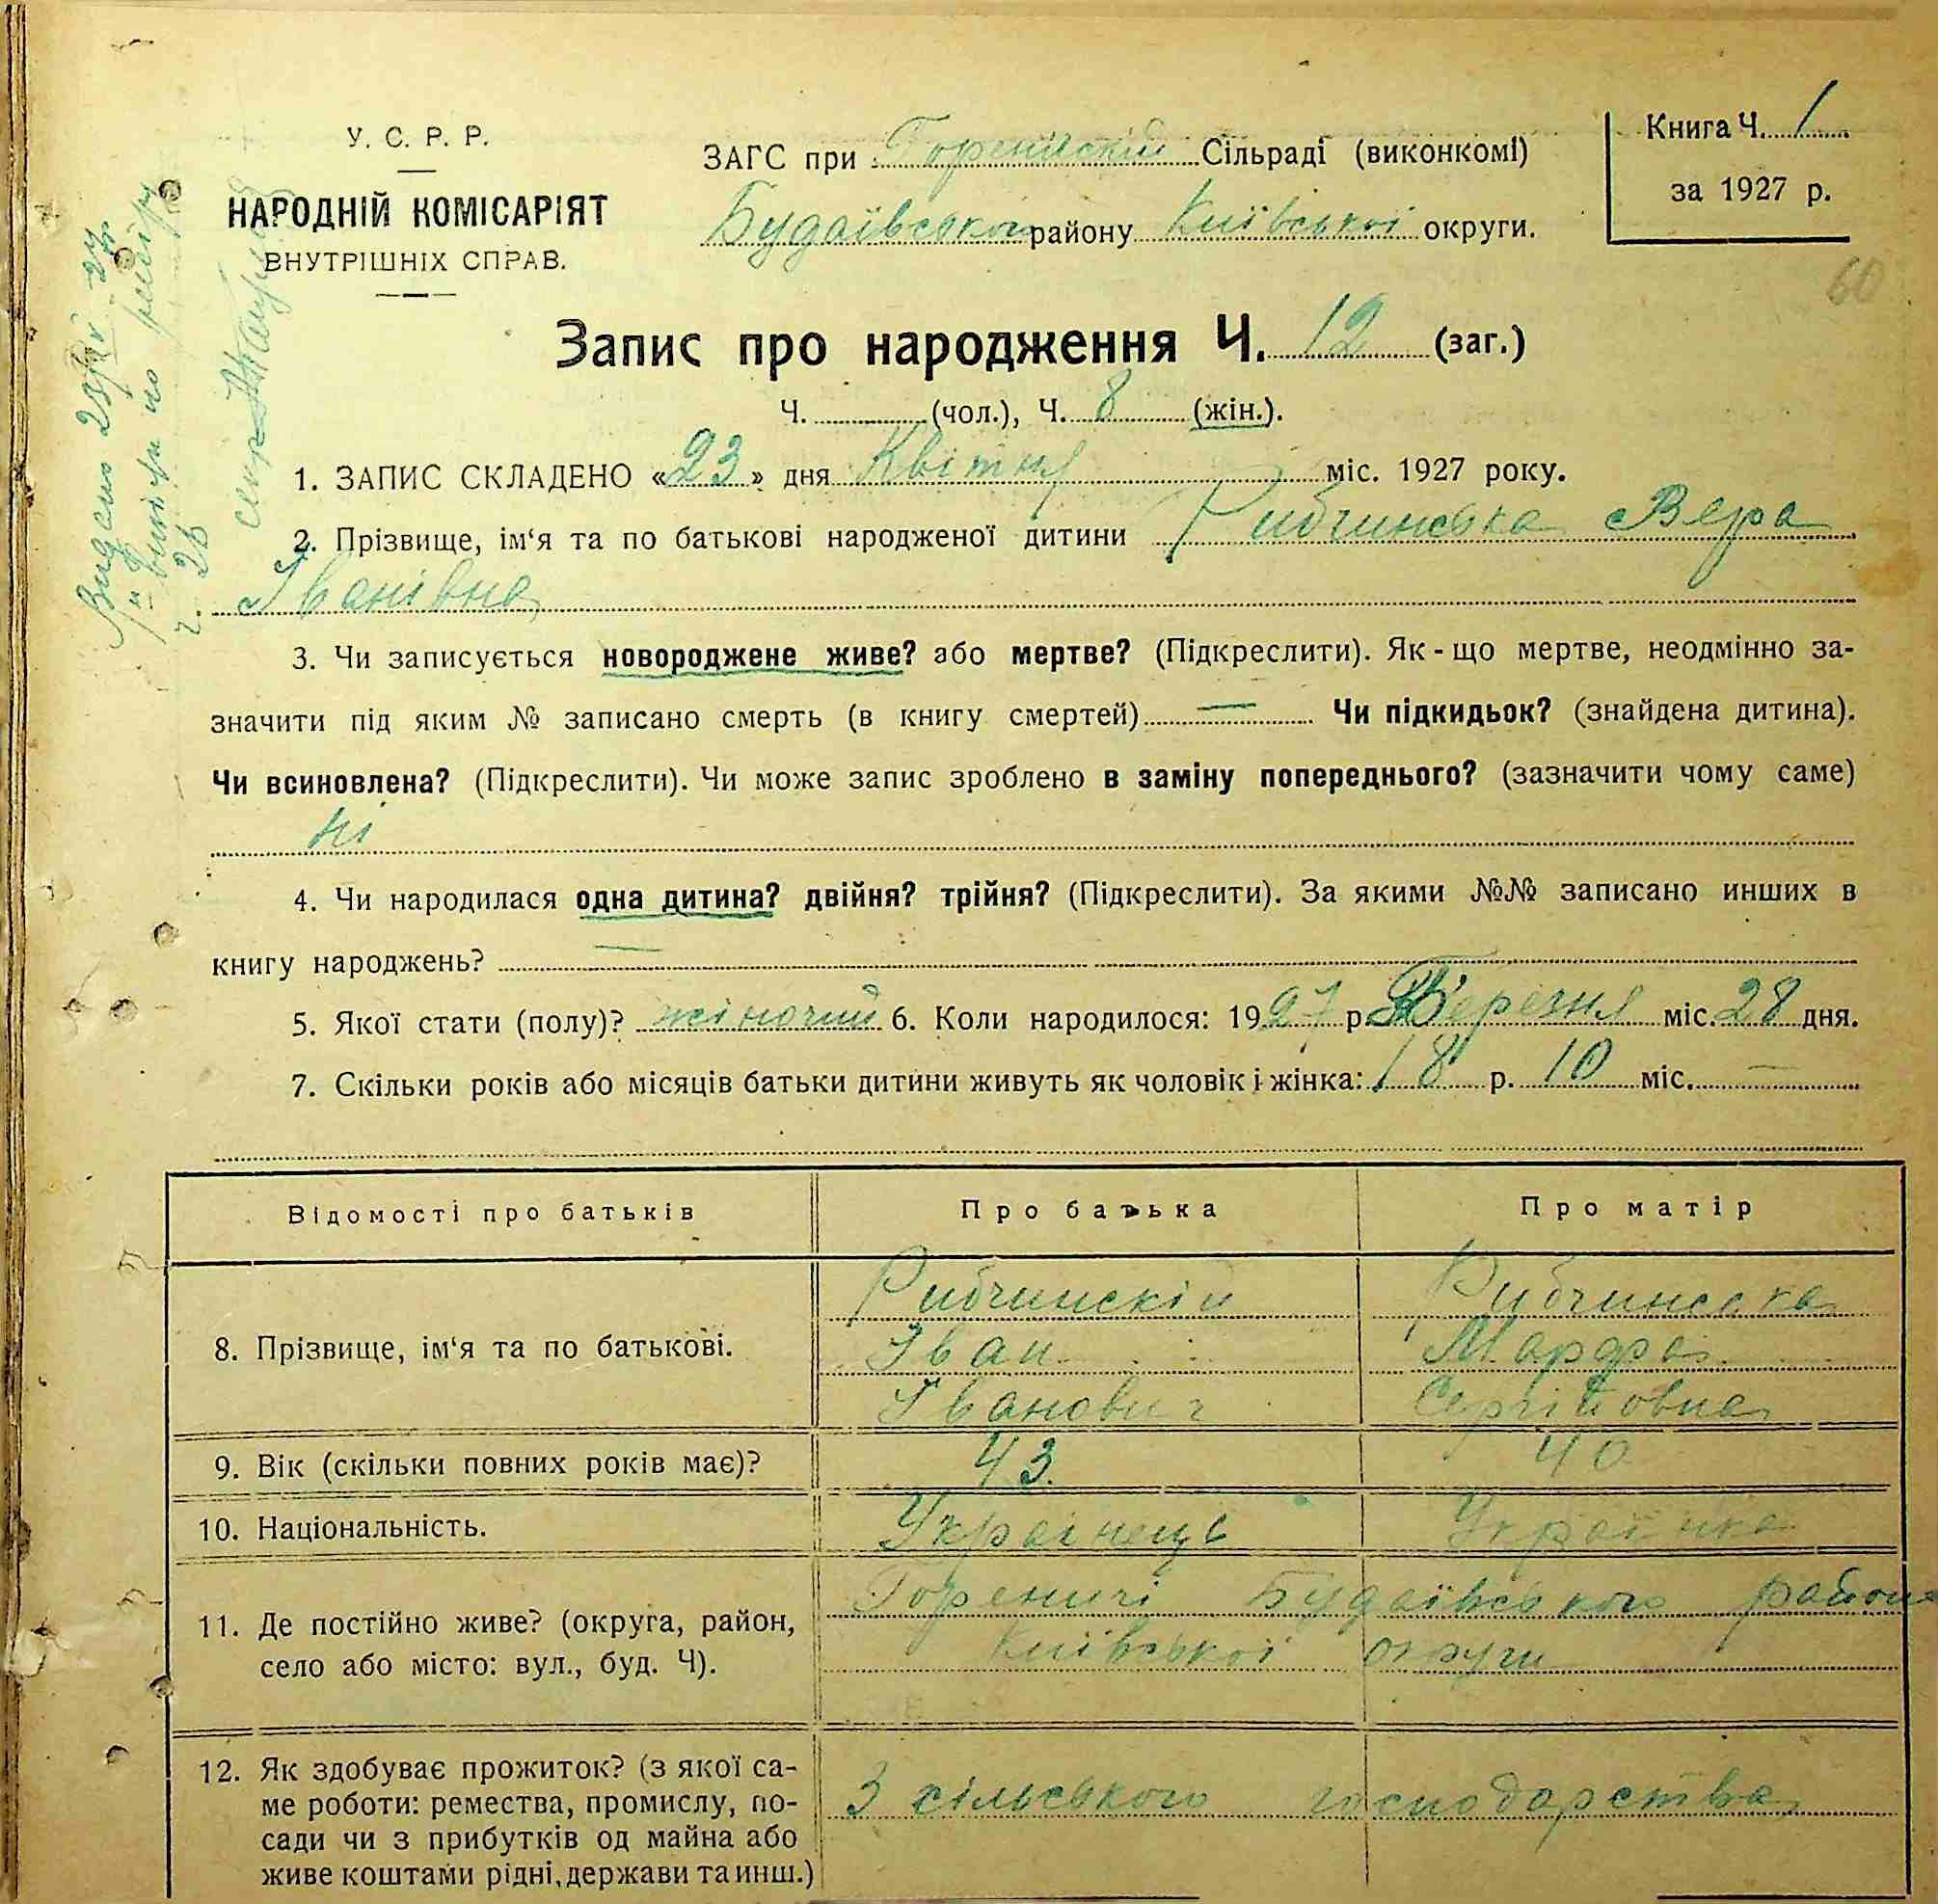 У. С. Р. Р.
НАРОДНІЙ КОМІСАРІЯТ
ВНУТРІШНІХ СПРАВ.
ЗАГС при Горенїцькій Сільраді (виконкомі)
Будаївського району Київської округи.
Книга Ч. 1
за 1927 р.
60
Запис про народження Ч. 12 (заг.)
Ч. (чол.), Ч. 8 (жін.).
1. ЗАПИС СКЛАДЕНО «23» дня Квітня міс. 1927 року.
2. Прізвище, ім‘я та по батькові народженої дитини Рибчинська Вера
Іванівна
3. Чи записується новороджене живе? або мертве? (Підкреслити). Як-що мертве, неодмінно за-
значити під яким № записано смерть (в книгу смертей) — Чи підкидьок? (знайдена дитина).
Чи всиновлена? (Підкреслити). Чи може запис зроблено в заміну попереднього? (зазначити чому саме)
ні
4. Чи народилася одна дитина? двійня? трійня? (Підкреслити). За якими №№ записано инших в
книгу народжень? —
5. Якої стати (полу)? жіночий 6. Коли народилося: 1927 р. Березня міс. 28 дня.
7. Скільки років або місяців батьки дитини живуть як чоловік і жінка: 18 р. 10 міс. —
Відомості про батьків Про батька Про матір
8. Прізвище, ім‘я та по батькові.
Рибчинскій Рибчинська
Іван Марфа
Іванович Сергійовна
9. Вік (скільки повних років має)? 43. 40
10. Національність. Українець Українка
11. Де постійно живе? (округа, район,
село або місто: вул., буд. Ч).
Гореничі Будаївського району
Київської округи
12. Як здобуває прожиток? (з якої са-
ме роботи: ремества, промислу, по-
сади чи з прибутків од майна або
живе коштами рідні, держави та инш.)
З сільського господарства